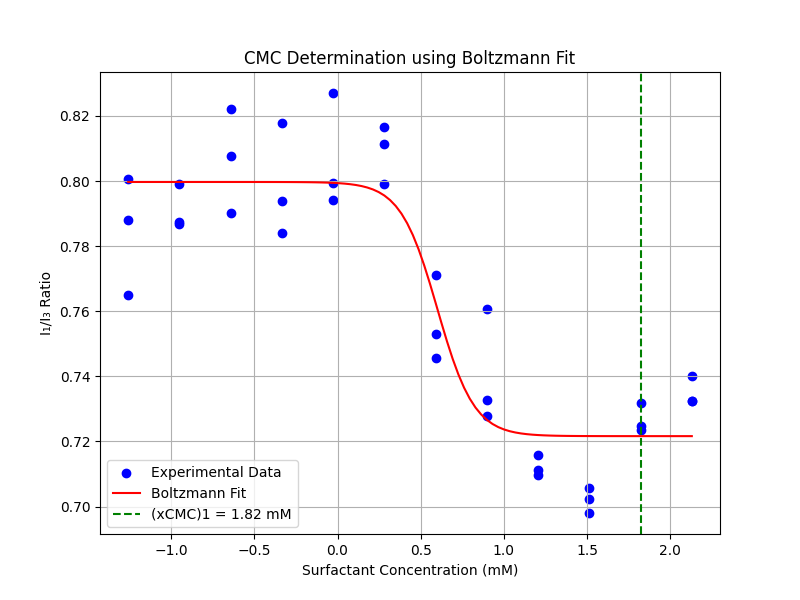 CMC Determination using Boltzmann Fit
I₁/I₃ Ratio
0.82
0.80
0.78
0.76
0.74
0.72
0.70
Experimental Data
Boltzmann Fit
(xCMC)1 = 1.82 mM
−1.0 −0.5 0.0 0.5 1.0 1.5 2.0
Surfactant Concentration (mM)